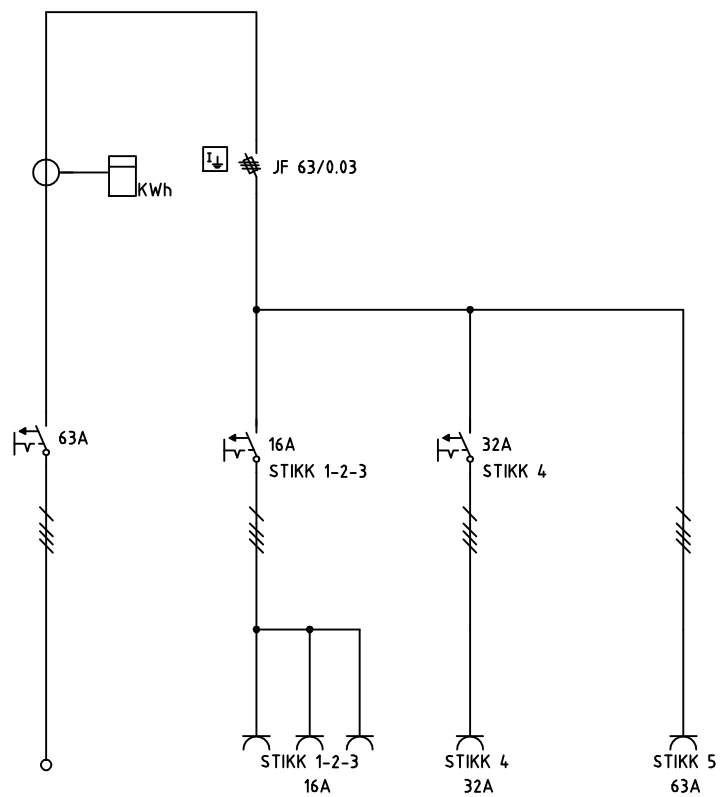 I
JF 63/0.03
KWh
63A
16A
STIKK 1-2-3
32A
STIKK 4
STIKK 1-2-3
16A
STIKK 4
32A
STIKK 5
63A